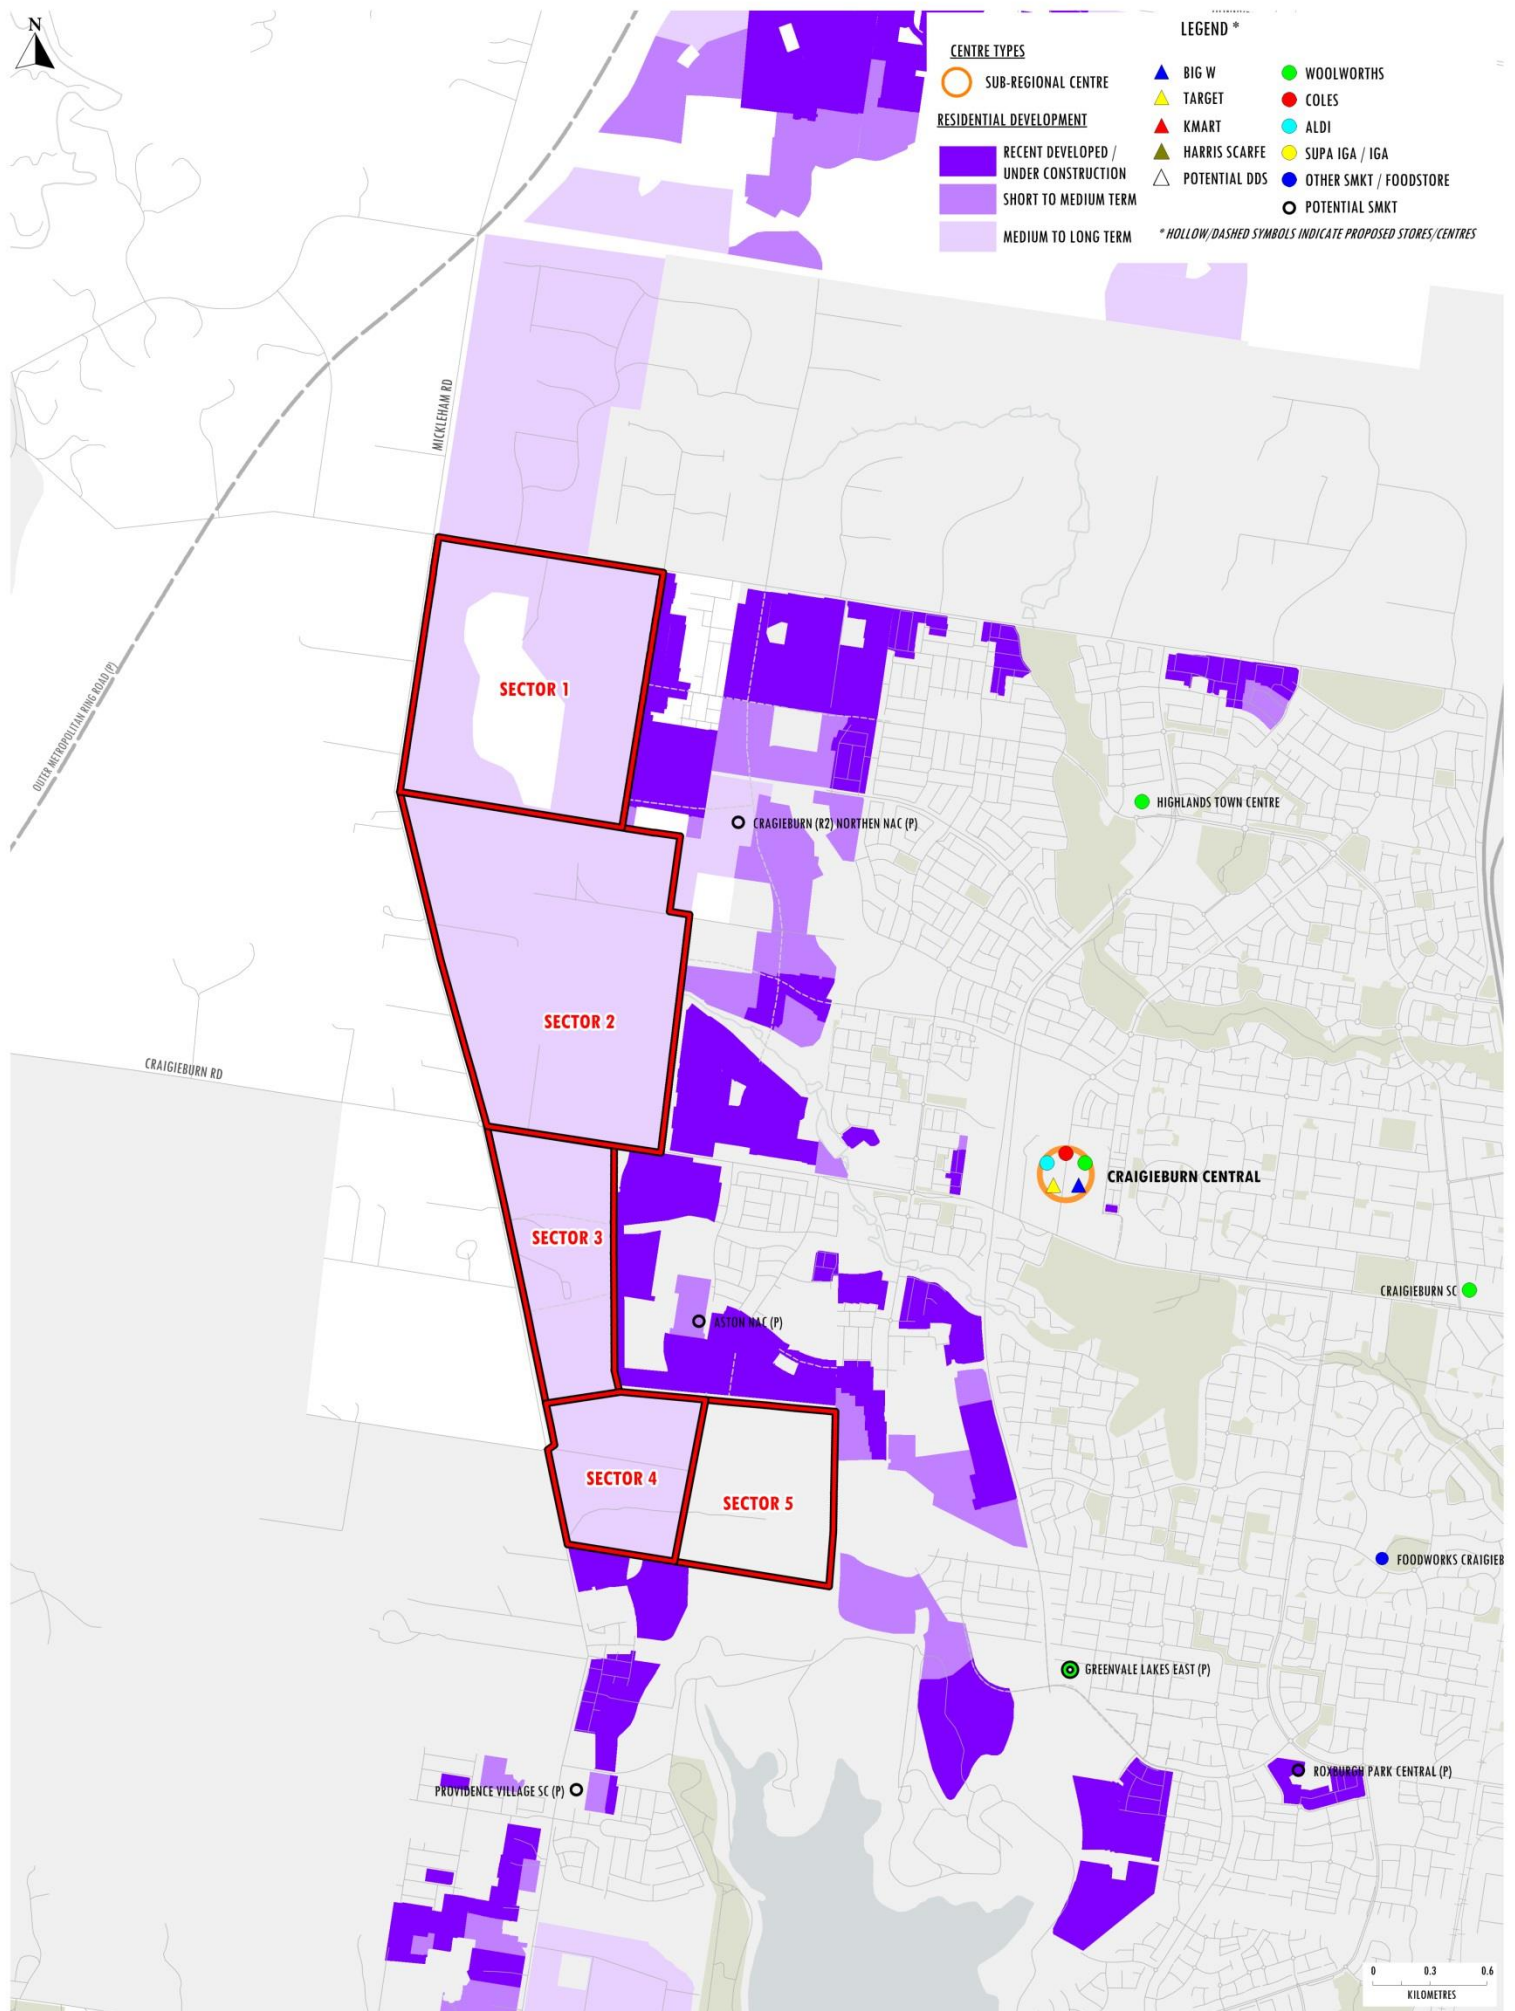 N
LEGEND *
CENTRE TYPES
SUB-REGIONAL CENTRE
RESIDENTIAL DEVELOPMENT
RECENT DEVELOPED /
UNDER CONSTRUCTION
SHORT TO MEDIUM TERM
MEDIUM TO LONG TERM
BIG W
TARGET
KMART
HARRIS SCARFE
POTENTIAL DDS
WOOLWORTHS
COLES
ALDI
SUPA IGA / IGA
OTHER SMKT / FOODSTORE
POTENTIAL SMKT
* HOLLOW/DASHED SYMBOLS INDICATE PROPOSED STORES/CENTRES
MICKLEHAM RD
OUTER METROPOLITAN RING ROAD (P)
SECTOR 1
HIGHLANDS TOWN CENTRE
CRAGIEBURN (R2) NORTHEN NAC (P)
SECTOR 2
CRAIGIEBURN RD
CRAIGIEBURN CENTRAL
SECTOR 3
CRAIGIEBURN SC
ASTON NAC (P)
SECTOR 4
SECTOR 5
FOODWORKS CRAIGIEB
GREENVALE LAKES EAST (P)
ROXBURGH PARK CENTRAL (P)
PROVIDENCE VILLAGE SC (P)
0 0.3 0.6
KILOMETRES